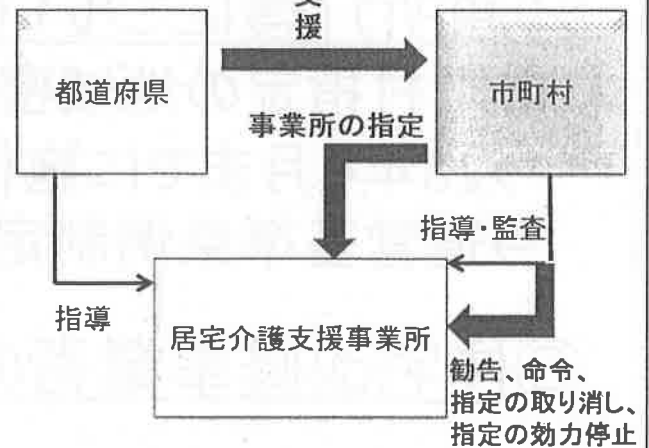 支
援
都道府県
市町村
事業所の指定
指導・監査
指導
居宅介護支援事業所
勧告、命令、
指定の取り消し、
指定の効力停止